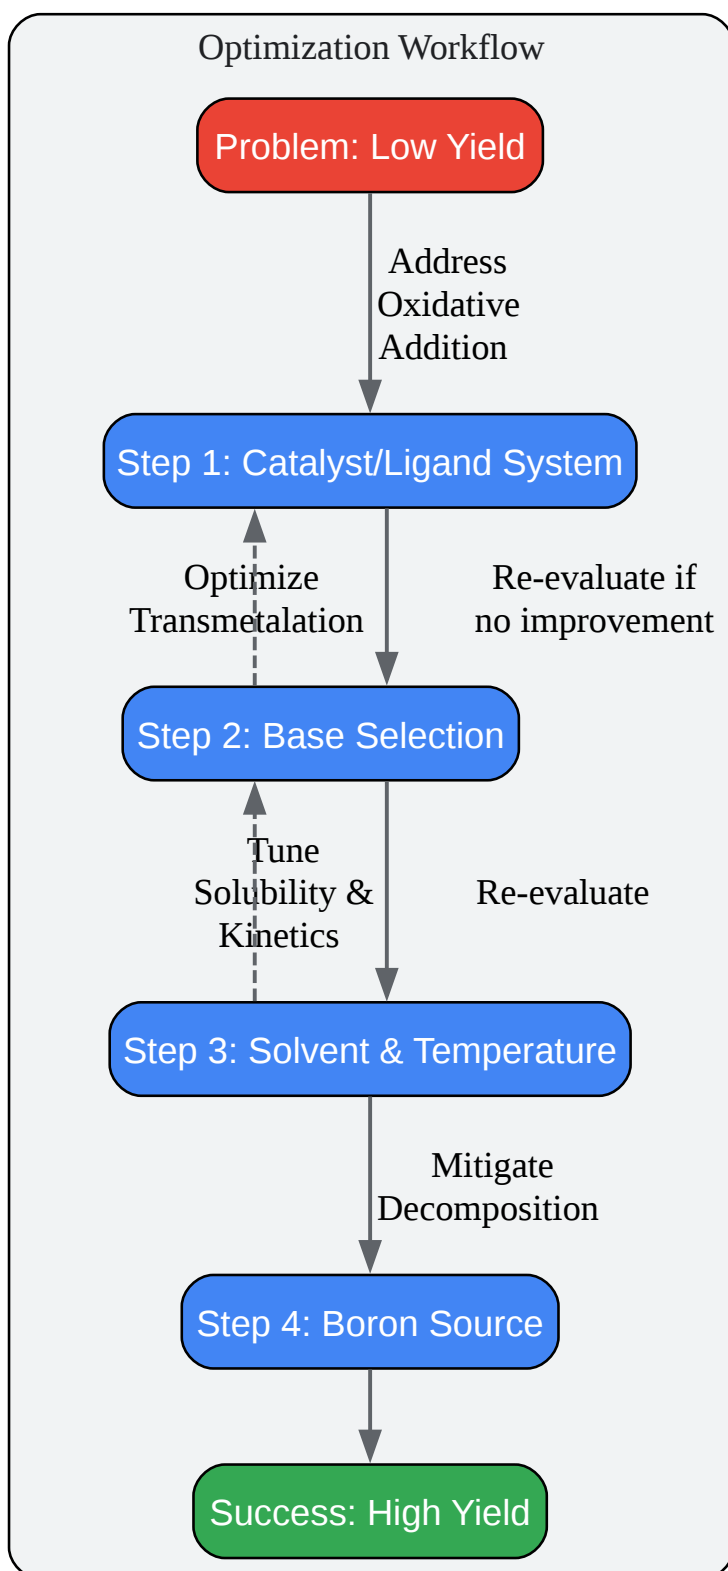 Optimization Workflow
Problem: Low Yield
Address
Oxidative
Addition
Step 1: Catalyst/Ligand System
Optimize
Transmetalation
Re-evaluate if
no improvement
Step 2: Base Selection
Tune
Solubility &
Kinetics
Re-evaluate
Step 3: Solvent & Temperature
Mitigate
Decomposition
Step 4: Boron Source
Success: High Yield